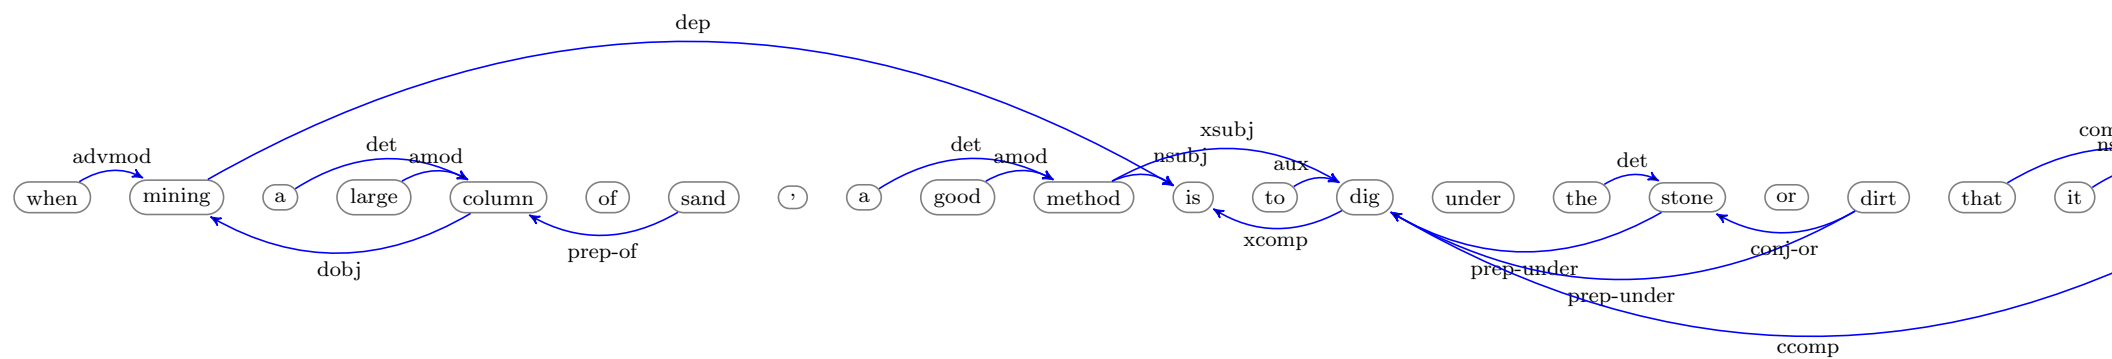 dep
xsubj
com
det
det
ns
advmod
amod
amod
nsubj
aux
det
when mining a large column of sand , a good method is to dig under the stone or dirt that it
xcomp
prep-of
conj-or
dobj
prep-under
prep-under
ccomp